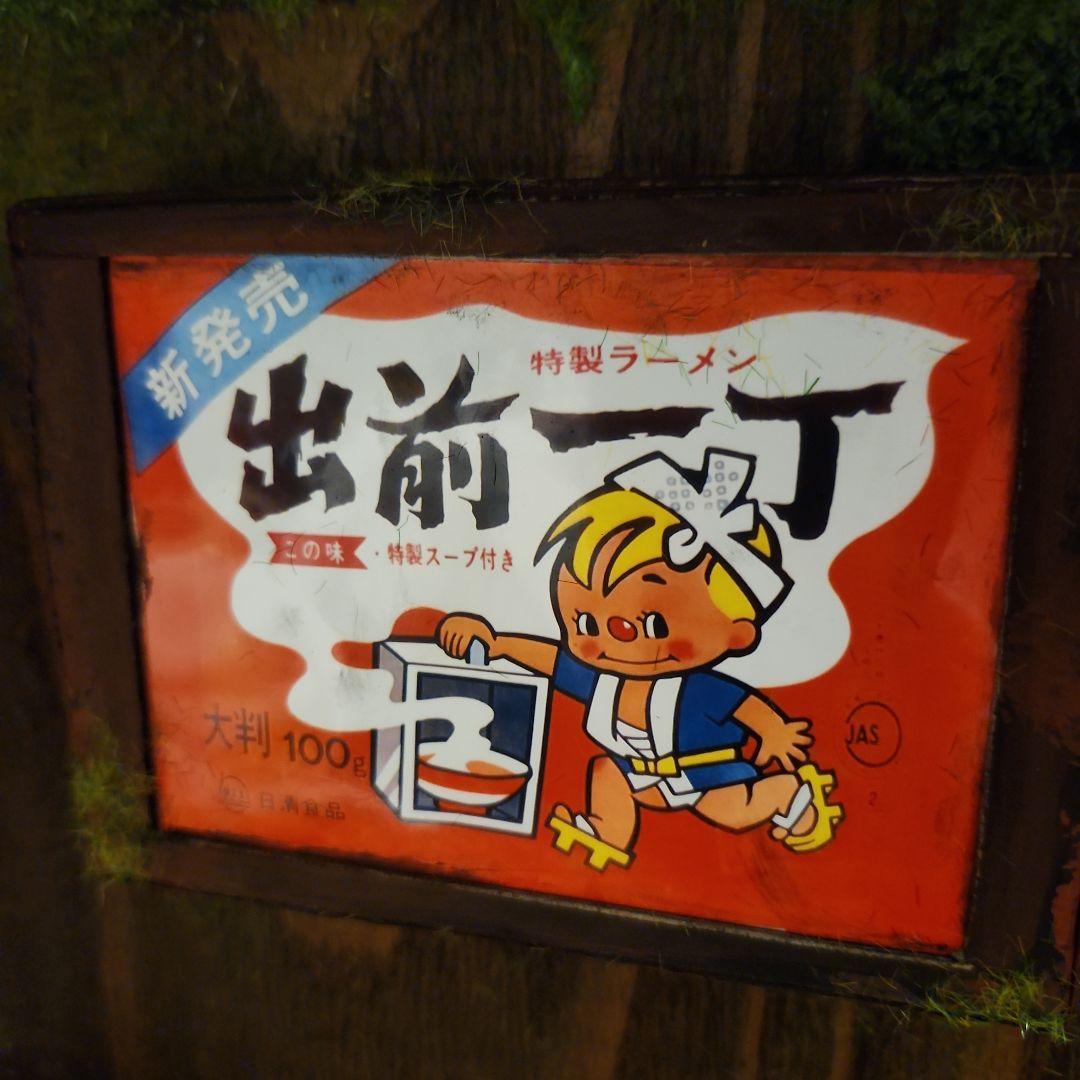 新発売
特製ラーメン
出前一丁
この味・特製スープ付き
大判100g
日清食品
JAS
2